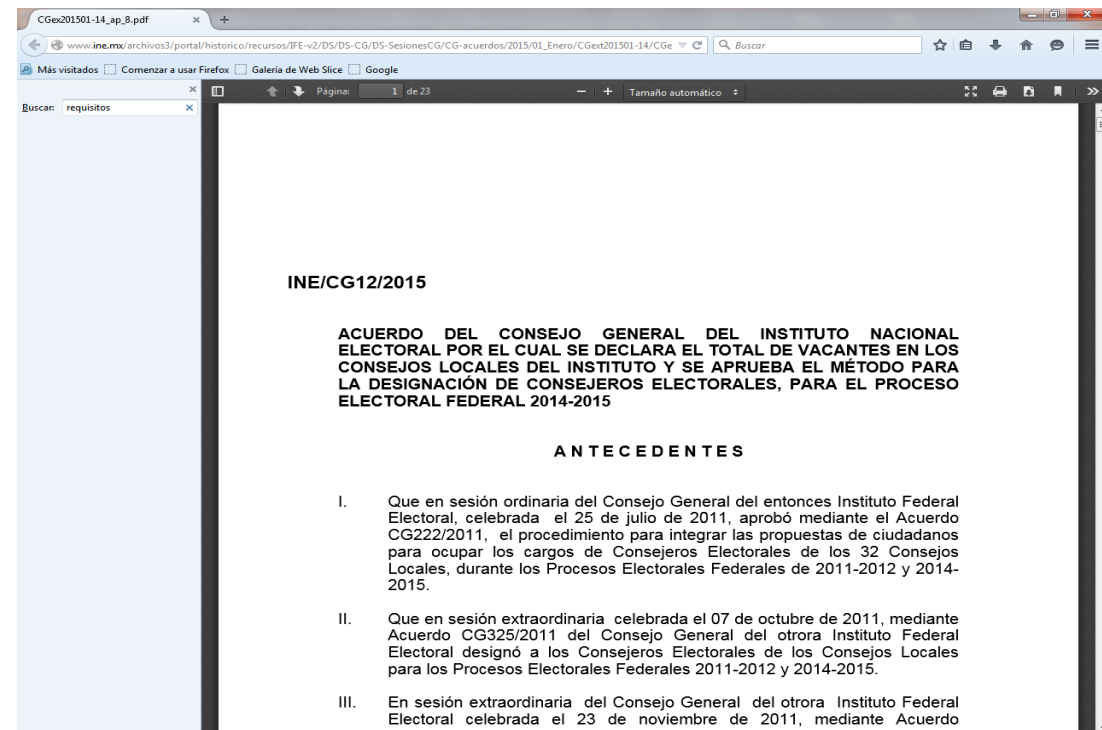 CGex201501-14_ap_8.pdf × +
www.ine.mx/archivos3/portal/historico/recursos/IFE-v2/DS/DS-CG/DS-SesionesCG/CG-acuerdos/2015/01_Enero/CGext201501-14/CGe Buscar
Más visitados Comenzar a usar Firefox Galería de Web Slice Google
×
Buscar: requisitos ×
Página: 1 de 23 − + Tamaño automático
INE/CG12/2015
ACUERDO DEL CONSEJO GENERAL DEL INSTITUTO NACIONAL
ELECTORAL POR EL CUAL SE DECLARA EL TOTAL DE VACANTES EN LOS
CONSEJOS LOCALES DEL INSTITUTO Y SE APRUEBA EL MÉTODO PARA
LA DESIGNACIÓN DE CONSEJEROS ELECTORALES, PARA EL PROCESO
ELECTORAL FEDERAL 2014-2015
A N T E C E D E N T E S
I. Que en sesión ordinaria del Consejo General del entonces Instituto Federal
Electoral, celebrada el 25 de julio de 2011, aprobó mediante el Acuerdo
CG222/2011, el procedimiento para integrar las propuestas de ciudadanos
para ocupar los cargos de Consejeros Electorales de los 32 Consejos
Locales, durante los Procesos Electorales Federales de 2011-2012 y 2014-
2015.
II. Que en sesión extraordinaria celebrada el 07 de octubre de 2011, mediante
Acuerdo CG325/2011 del Consejo General del otrora Instituto Federal
Electoral designó a los Consejeros Electorales de los Consejos Locales
para los Procesos Electorales Federales 2011-2012 y 2014-2015.
III. En sesión extraordinaria del Consejo General del otrora Instituto Federal
Electoral celebrada el 23 de noviembre de 2011, mediante Acuerdo